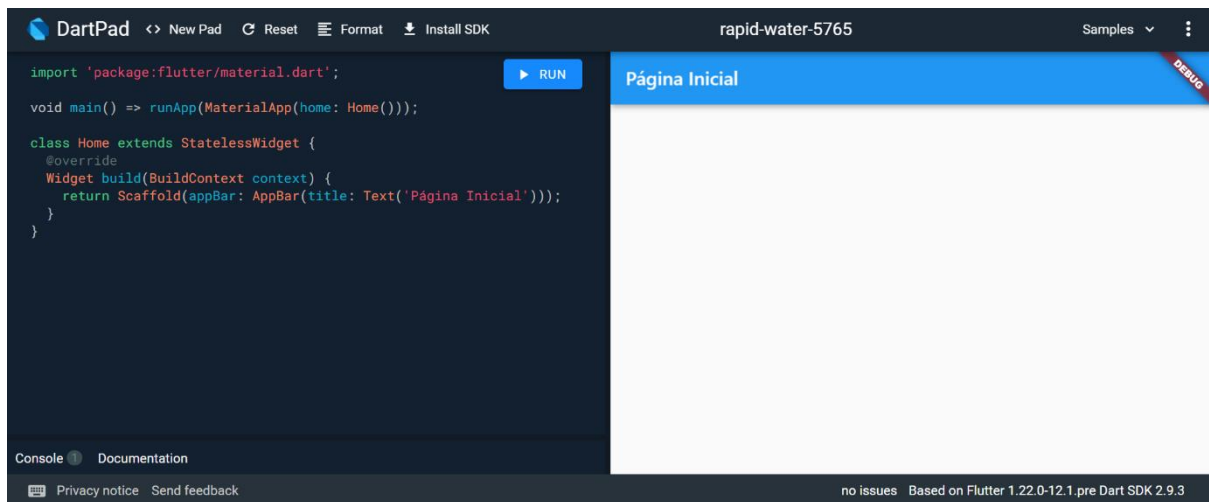 DartPad <> New Pad Reset Format Install SDK rapid-water-5765 Samples
import 'package:flutter/material.dart';
RUN
void main() => runApp(MaterialApp(home: Home()));
class Home extends StatelessWidget {
@override
Widget build(BuildContext context) {
return Scaffold(appBar: AppBar(title: Text('Página Inicial')));
}
}
Página Inicial
DEBUG
Console 1 Documentation
Privacy notice Send feedback
no issues Based on Flutter 1.22.0-12.1.pre Dart SDK 2.9.3